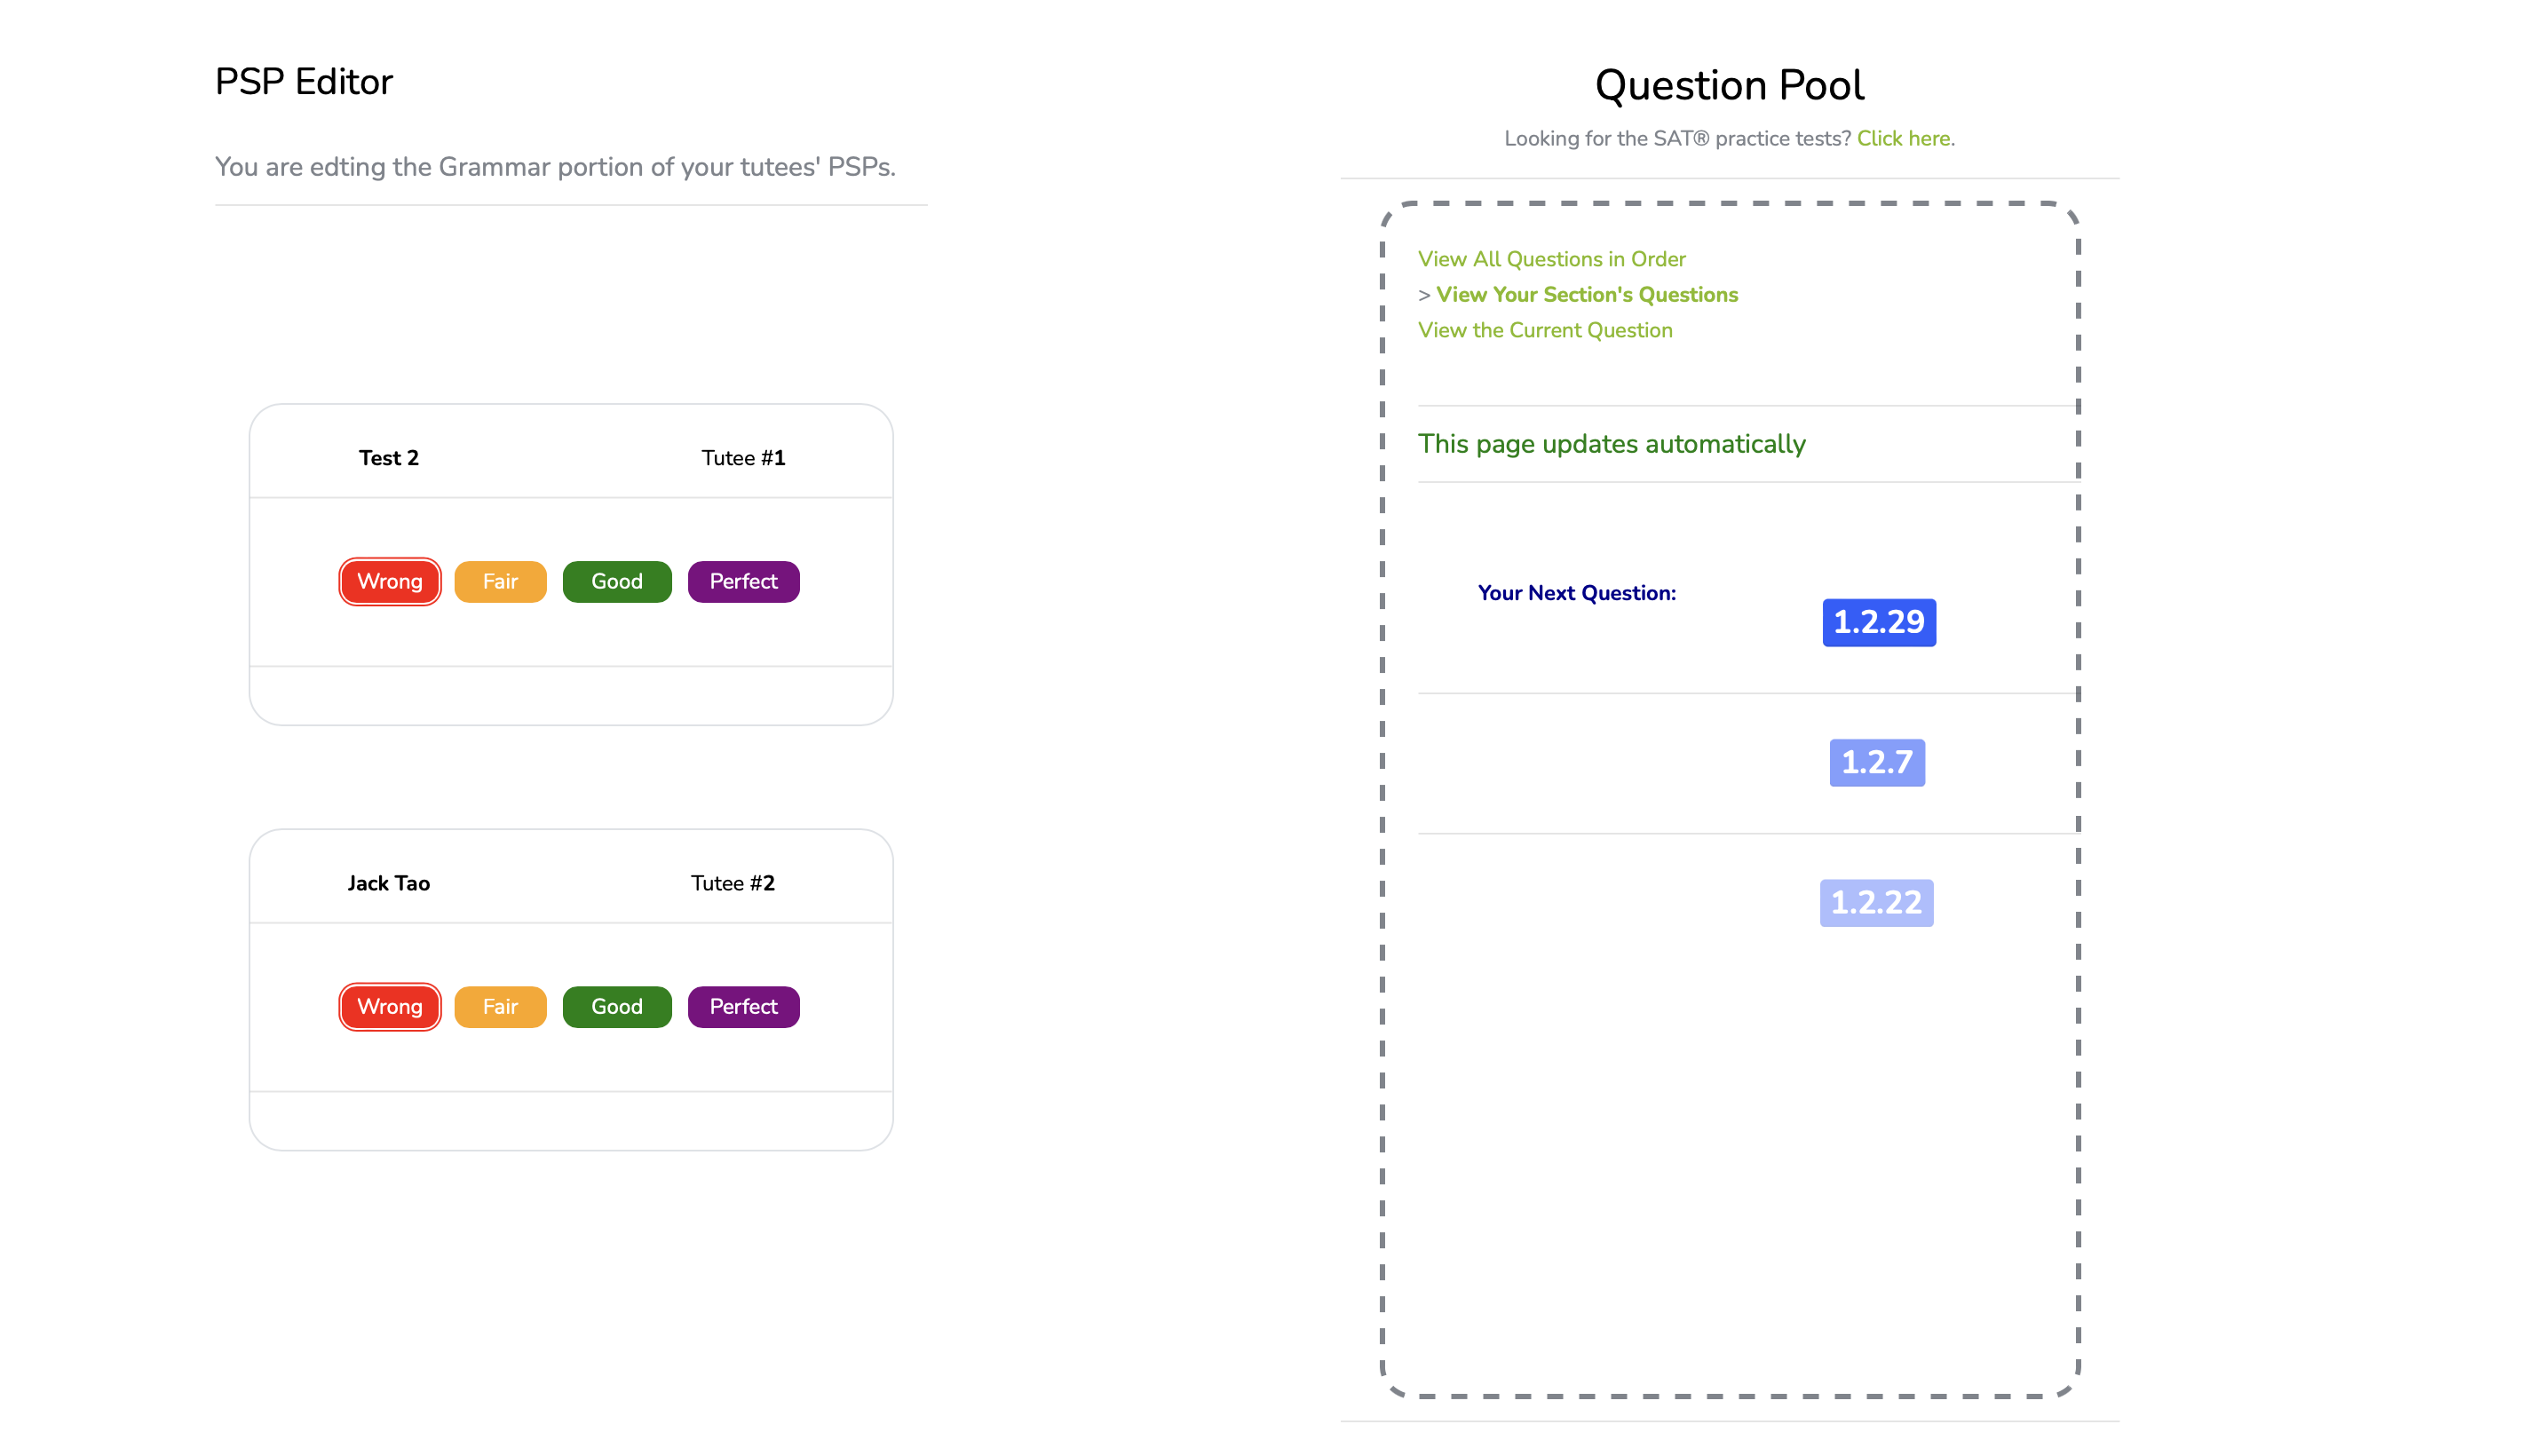 PSP Editor
You are edting the Grammar portion of your tutees' PSPs.
Test 2 Tutee #1
Wrong Fair Good Perfect
Jack Tao Tutee #2
Wrong Fair Good Perfect
Question Pool
Looking for the SAT® practice tests? Click here.
View All Questions in Order
> View Your Section's Questions
View the Current Question
This page updates automatically
Your Next Question:
1.2.29
1.2.7
1.2.22